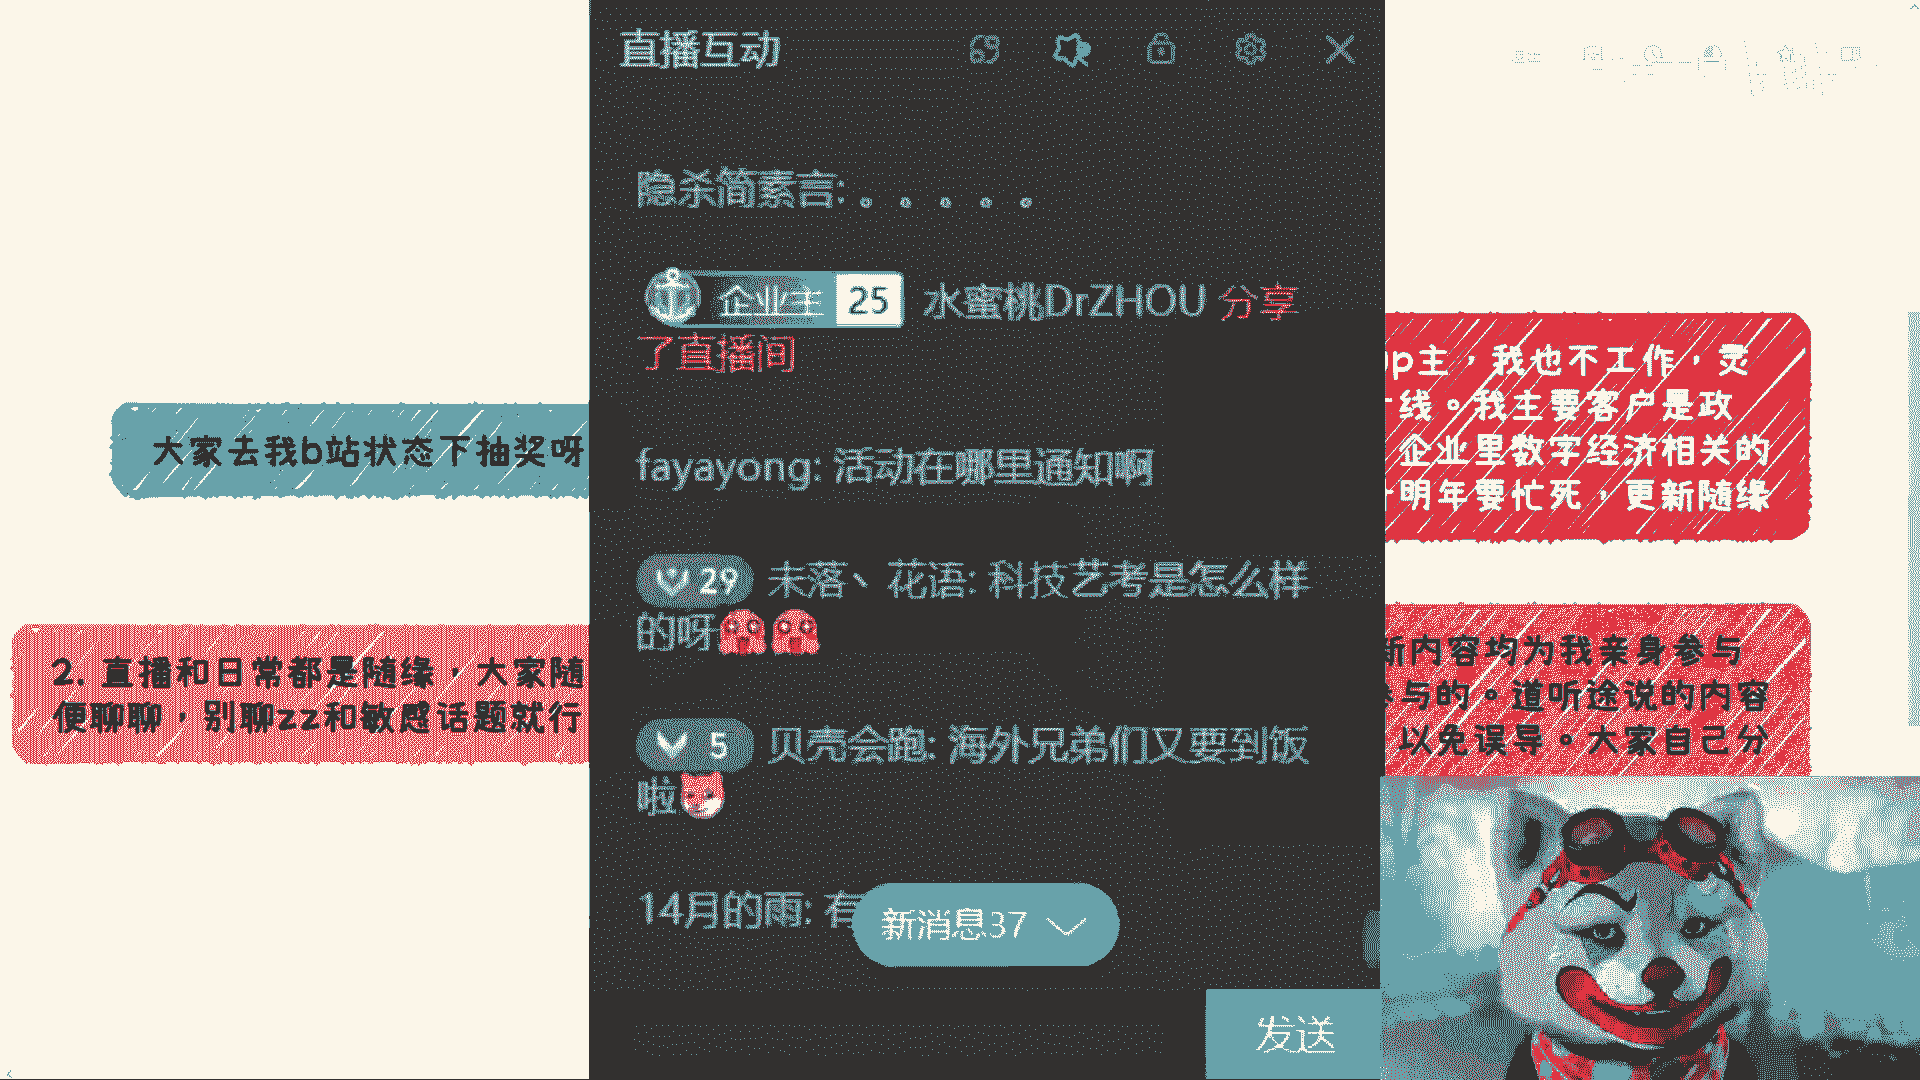 大家去我b站状态下抽奖呀
2. 直播和日常都是随缘，大家随
便聊聊，别聊zz和敏感话题就行
直播互动
隐杀简素言: 。。。。。
企业主 25 水蜜桃DrZHOU 分享
了直播间
fayayong: 活动在哪里通知啊
29 未落丶 花语: 科技艺考是怎么样
的呀
5 贝壳会跑: 海外兄弟们又要到饭
啦
14月的雨: 有
新消息37
发送
p主，我也不工作，灵
线。我主要客户是政
企业里数字经济相关的
明年要忙死，更新随缘
新内容均为我亲身参与
参与的。道听途说的内容
以免误导。大家自己分